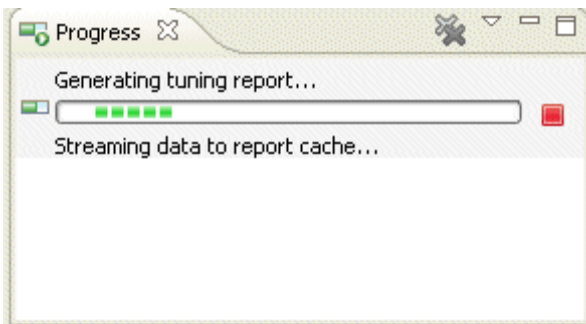 Progress
Generating tuning report...
Streaming data to report cache...